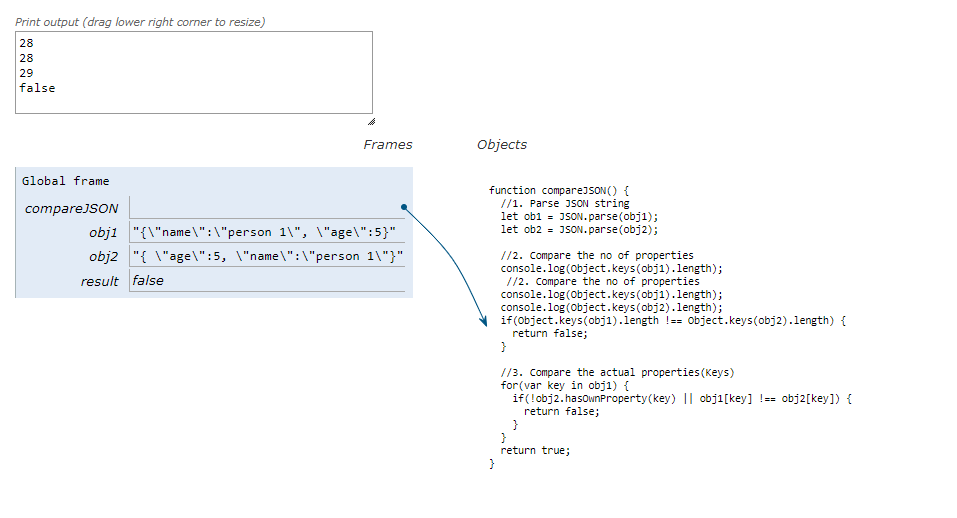 Print output (drag lower right corner to resize)
28
28
29
false
Frames
Objects
Global frame
compareJSON
obj1 "{\"name\":\"person 1\", \"age\":5}"
obj2 "{ \"age\":5, \"name\":\"person 1\"}"
result false
function compareJSON() {
//1. Parse JSON string
let ob1 = JSON.parse(obj1);
let ob2 = JSON.parse(obj2);
//2. Compare the no of properties
console.log(Object.keys(obj1).length);
//2. Compare the no of properties
console.log(Object.keys(obj1).length);
console.log(Object.keys(obj2).length);
if(Object.keys(obj1).length !== Object.keys(obj2).length) {
return false;
}
//3. Compare the actual properties(Keys)
for(var key in obj1) {
if(!obj2.hasOwnProperty(key) || obj1[key] !== obj2[key]) {
return false;
}
}
return true;
}